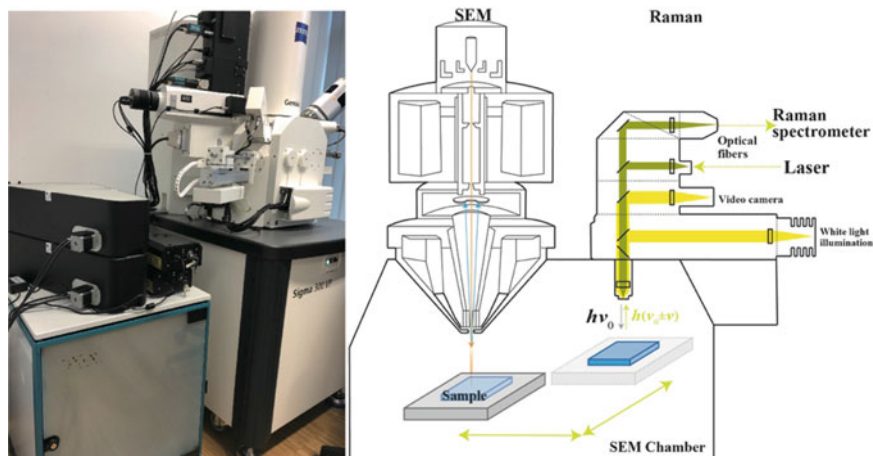 SEM
Raman
Raman
spectrometer
Optical
fibers
Laser
Video camera
White light
illumination
hν₀
h(ν₀±ν)
Sample
SEM Chamber
Sigma 300 VP